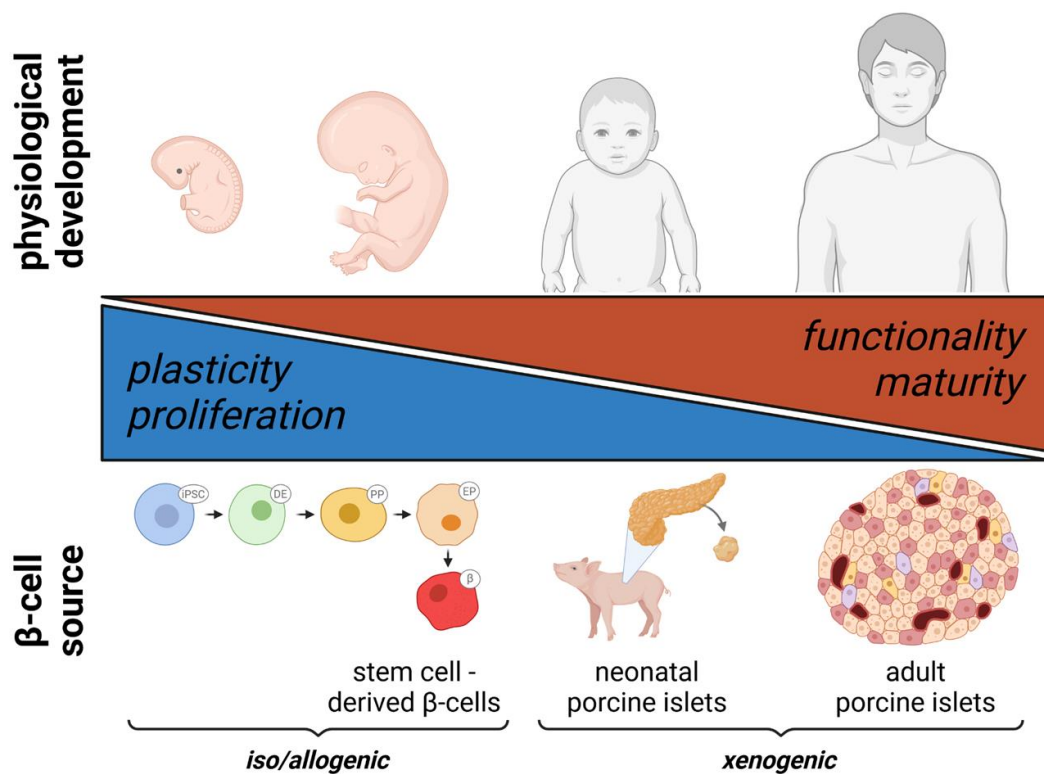 physiological
development
functionality
maturity
plasticity
proliferation
β-cell
source
iPSC
DE
PP
EP
β
stem cell -
derived β-cells
neonatal
porcine islets
adult
porcine islets
iso/allogenic
xenogenic